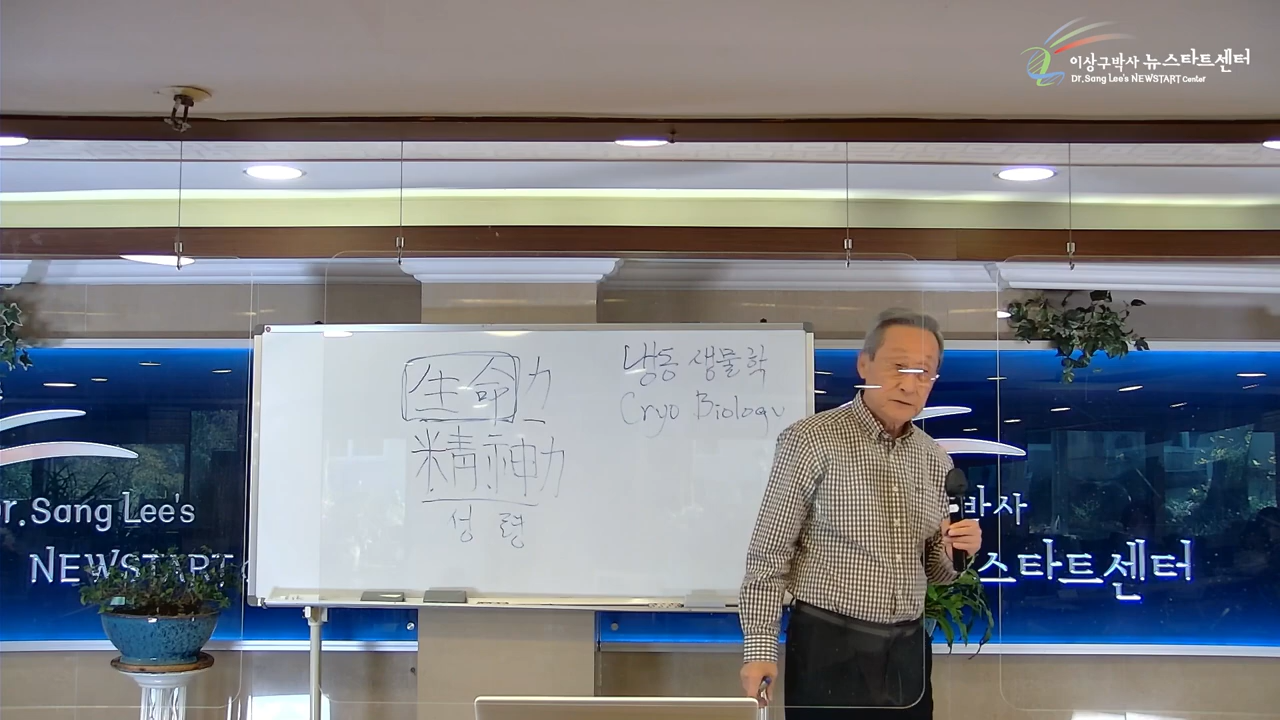 이상구박사 뉴스타트센터
Dr. Sang Lee's NEWSTART Center
生命力
냉동 생물학
Cryo Biology
精神力
성령
Dr. Sang Lee's
NEWSTART
박사
스타트센터